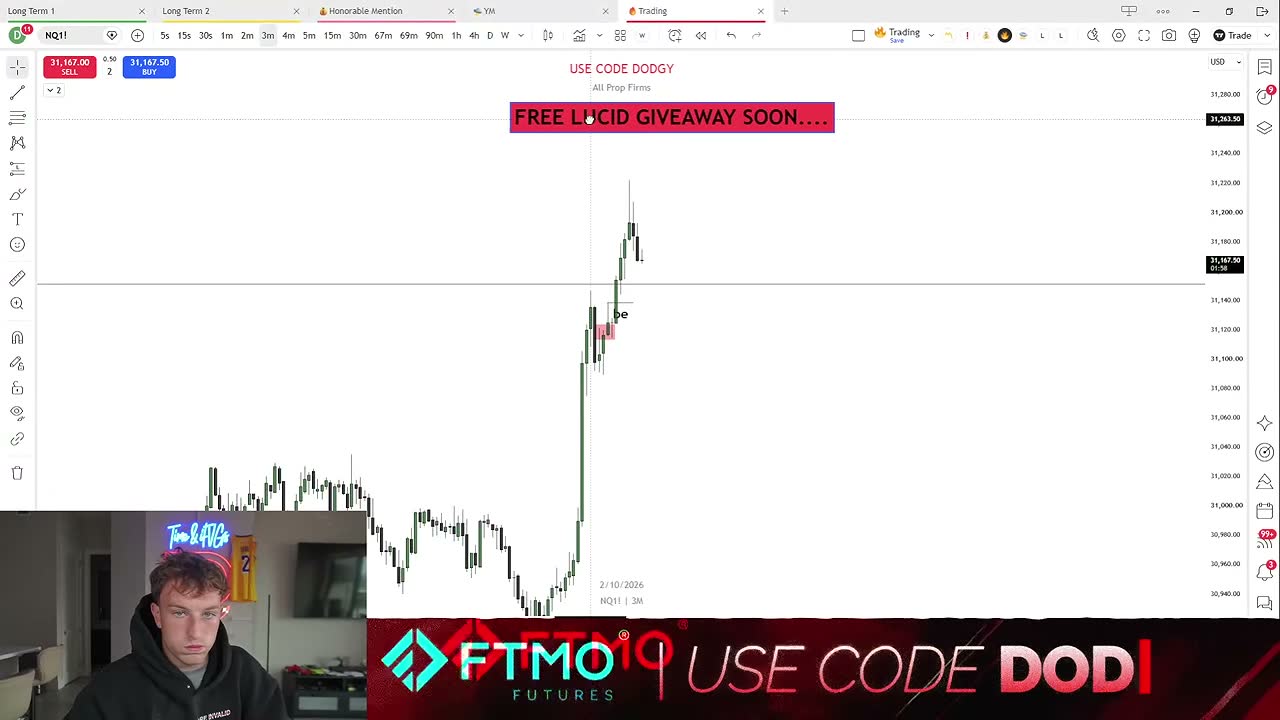 Long Term 1
Long Term 2
Honorable Mention
YM
Trading
D
11
NQ1!
5s
15s
30s
1m
2m
3m
5m
15m
30m
67m
69m
90m
1h
4h
D
W
Trading
Save
L
L
Trade
31,167.00
SELL
0.50
2
31,167.50
BUY
2
USE CODE DODGY
All Prop Firms
FREE LUCID GIVEAWAY SOON....
be
USD
31,280.00
31,263.50
31,240.00
31,220.00
31,200.00
31,180.00
31,167.50
01:58
31,140.00
31,120.00
31,100.00
31,080.00
31,060.00
31,040.00
31,020.00
31,000.00
30,980.00
30,960.00
30,940.00
9
99+
3
2/10/2026
NQ1! | 3M
2
FTMO®
FUTURES
USE CODE DOD